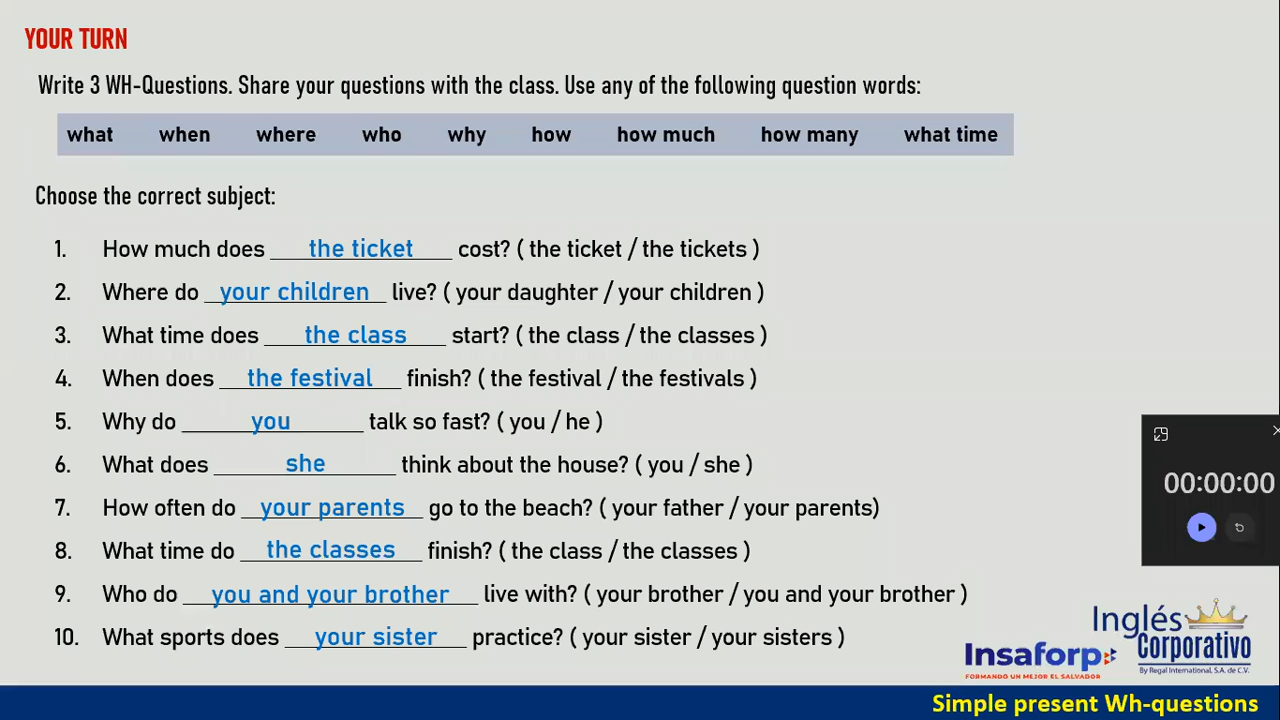 YOUR TURN
Write 3 WH-Questions. Share your questions with the class. Use any of the following question words:
what when where who why how how much how many what time
Choose the correct subject:
1. How much does the ticket cost? ( the ticket / the tickets )
2. Where do your children live? ( your daughter / your children )
3. What time does the class start? ( the class / the classes )
4. When does the festival finish? ( the festival / the festivals )
5. Why do you talk so fast? ( you / he )
6. What does she think about the house? ( you / she )
7. How often do your parents go to the beach? ( your father / your parents)
8. What time do the classes finish? ( the class / the classes )
9. Who do you and your brother live with? ( your brother / you and your brother )
10. What sports does your sister practice? ( your sister / your sisters )
00:00:00
Insaforp
FORMANDO UN MEJOR EL SALVADOR
Inglés
Corporativo
By Regal International, S.A. de C.V.
Simple present Wh-questions